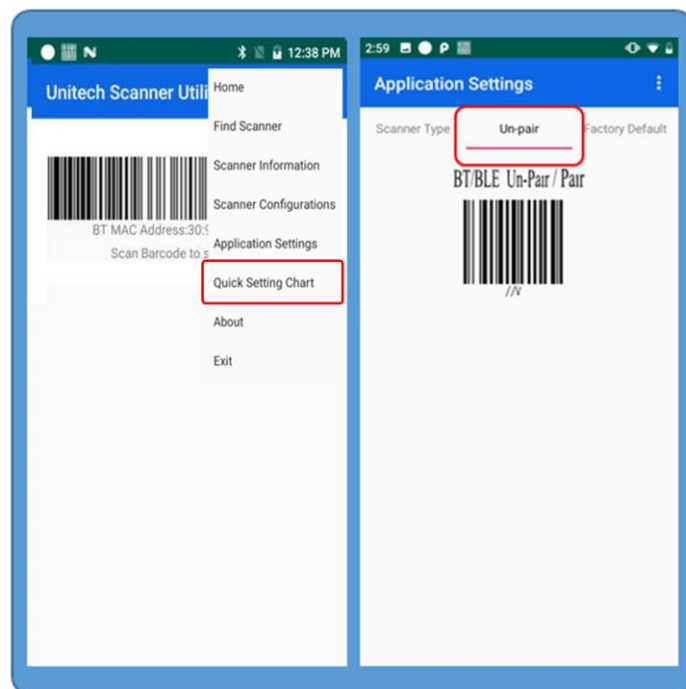 12:38 PM
Unitech Scanner Utili
Home
Find Scanner
Scanner Information
Scanner Configurations
BT MAC Address:30:9
Application Settings
Scan Barcode to s
Quick Setting Chart
About
Exit
2:59
Application Settings
Scanner Type Un-pair Factory Default
BT/BLE Un-Pair / Pair
//V